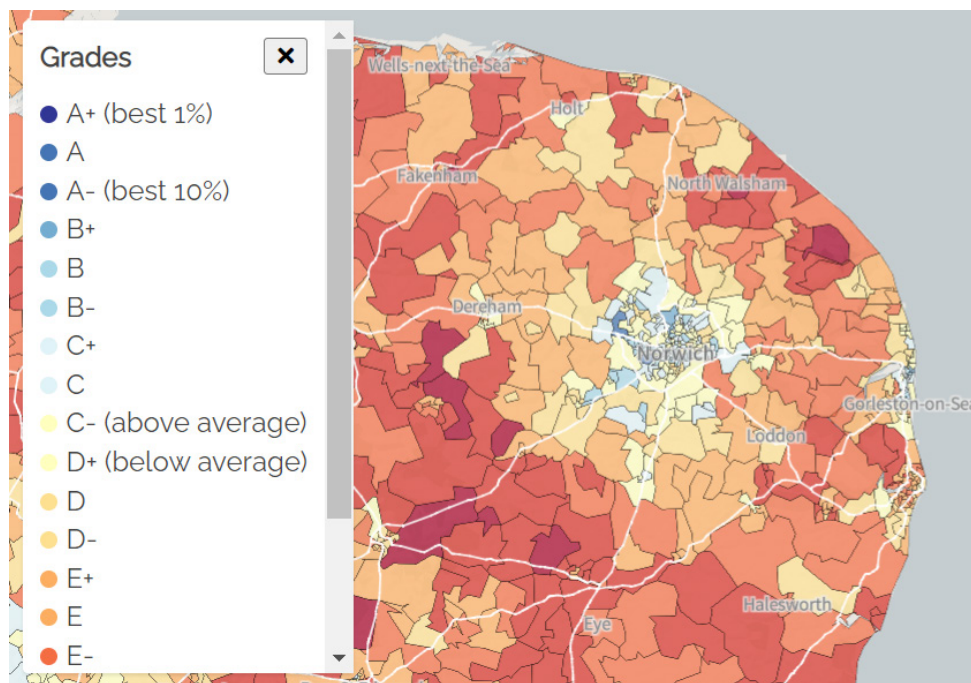 Grades
×
A+ (best 1%)
A
A- (best 10%)
B+
B
B-
C+
C
C- (above average)
D+ (below average)
D
D-
E+
E
E-
Wells-next-the-Sea
Holt
Fakenham
North Walsham
Dereham
Norwich
Gorleston-on-Sea
Loddon
Halesworth
Eye